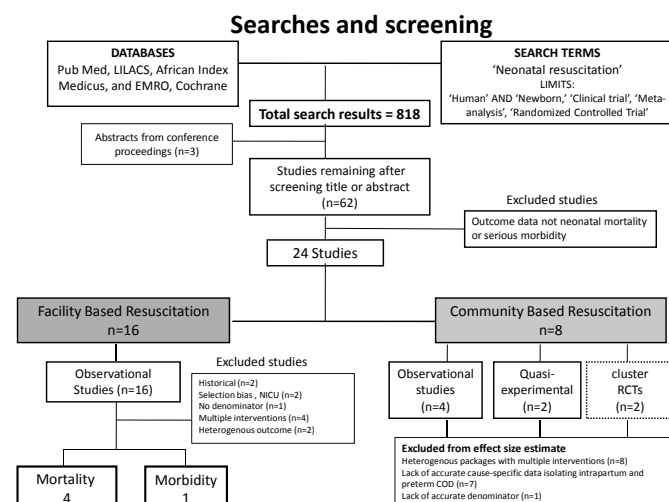 Searches and screening
DATABASES
Pub Med, LILACS, African Index
Medicus, and EMRO, Cochrane
SEARCH TERMS
‘Neonatal resuscitation’
LIMITS:
‘Human’ AND ‘Newborn,’ ‘Clinical trial’, ‘Meta-
analysis’, ‘Randomized Controlled Trial’
Total search results = 818
Abstracts from conference
proceedings (n=3)
Studies remaining after
screening title or abstract
(n=62)
Excluded studies
Outcome data not neonatal mortality
or serious morbidity
24 Studies
Facility Based Resuscitation
n=16
Community Based Resuscitation
n=8
Observational
Studies (n=16)
Excluded studies
Historical (n=2)
Selection bias , NICU (n=2)
No denominator (n=1)
Multiple interventions (n=4)
Heterogenous outcome (n=2)
Observational
studies
(n=4)
Quasi-
experimental
(n=2)
cluster
RCTs
(n=2)
Mortality
4
Morbidity
1
Excluded from effect size estimate
Heterogenous packages with multiple interventions (n=8)
Lack of accurate cause-specific data isolating intrapartum and
preterm COD (n=7)
Lack of accurate denominator (n=1)